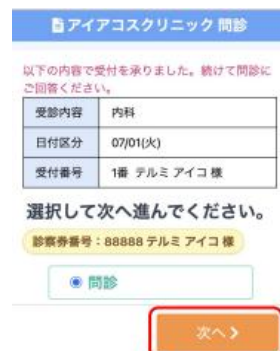 アイアコスクリニック 問診
以下の内容で受付を承りました。続けて問診に
ご回答ください。
受診内容 内科
日付区分 07/01(火)
受付番号 1番 テルミ アイコ 様
選択して次へ進んでください。
診察券番号：88888 テルミ アイコ 様
問診
次へ